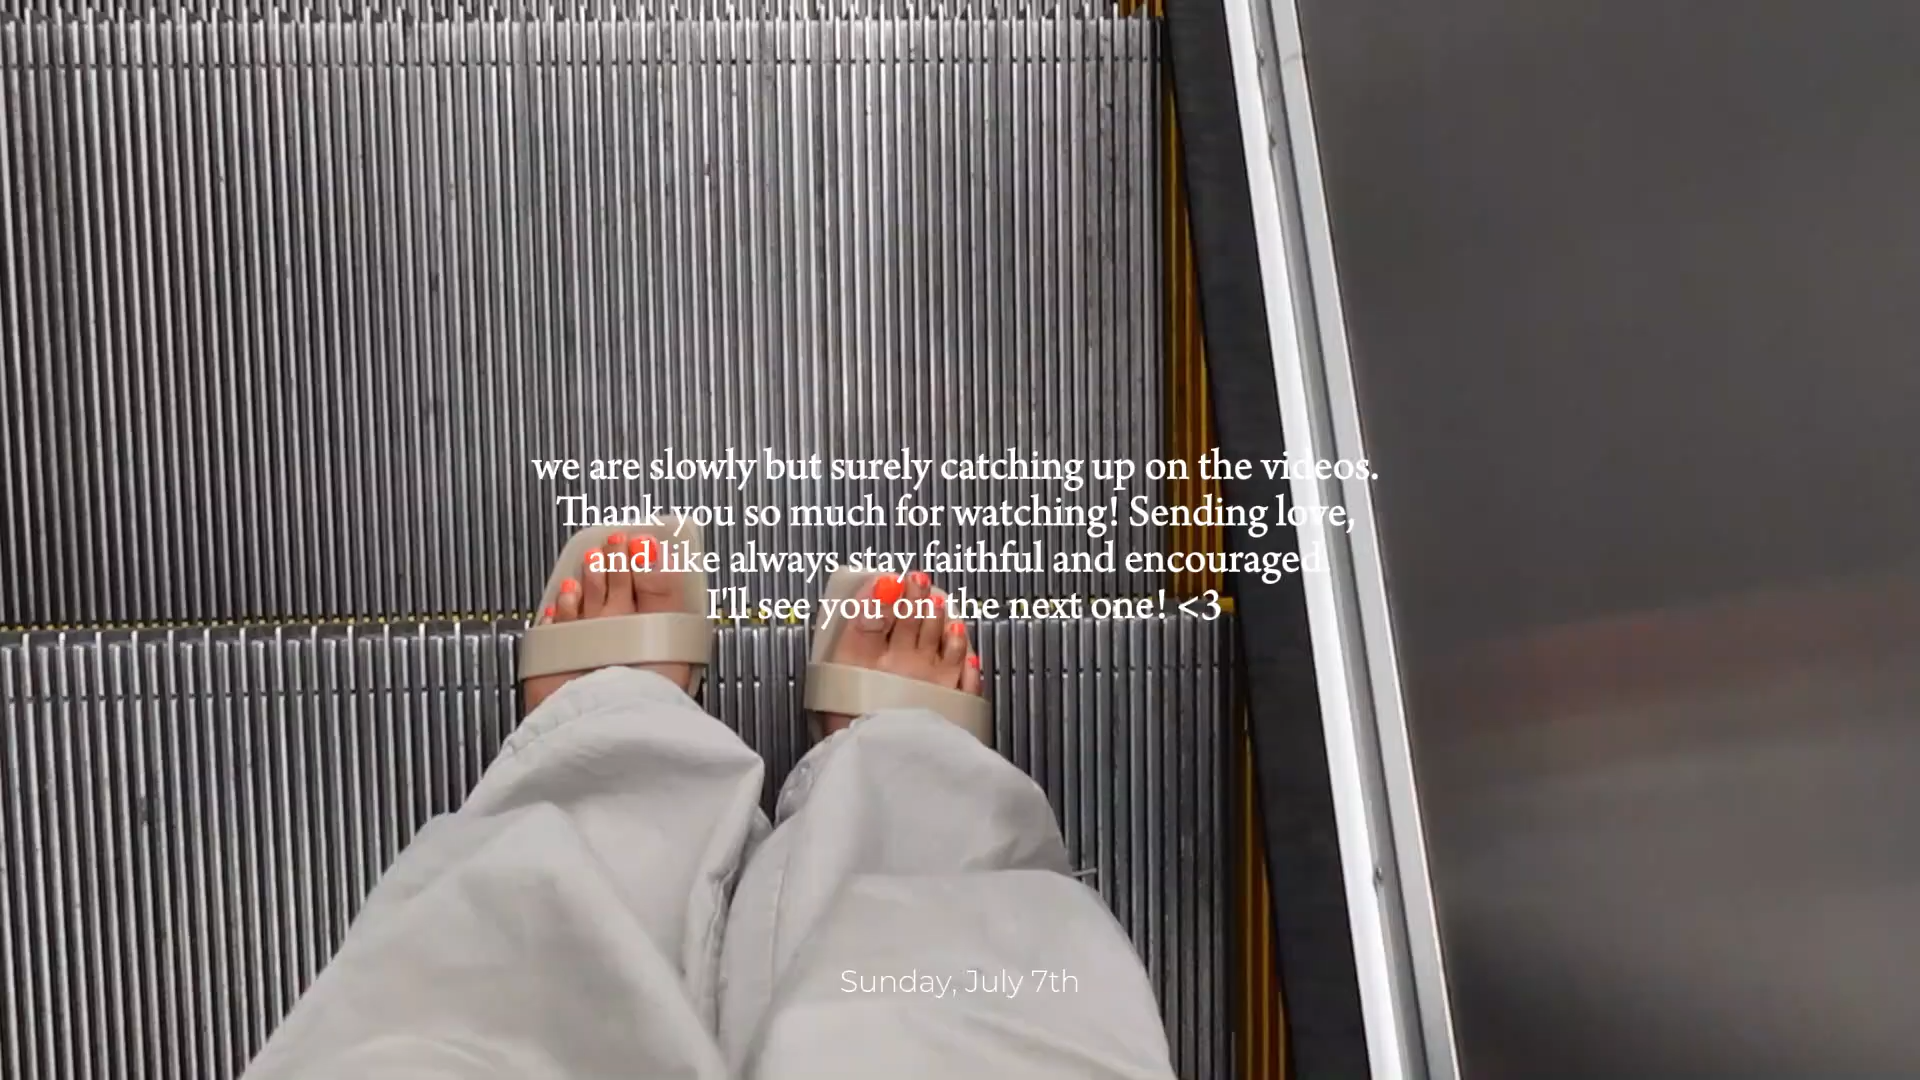 we are slowly but surely catching up on the videos.
Thank you so much for watching! Sending love,
and like always stay faithful and encouraged.
I'll see you on the next one! <3
Sunday, July 7th